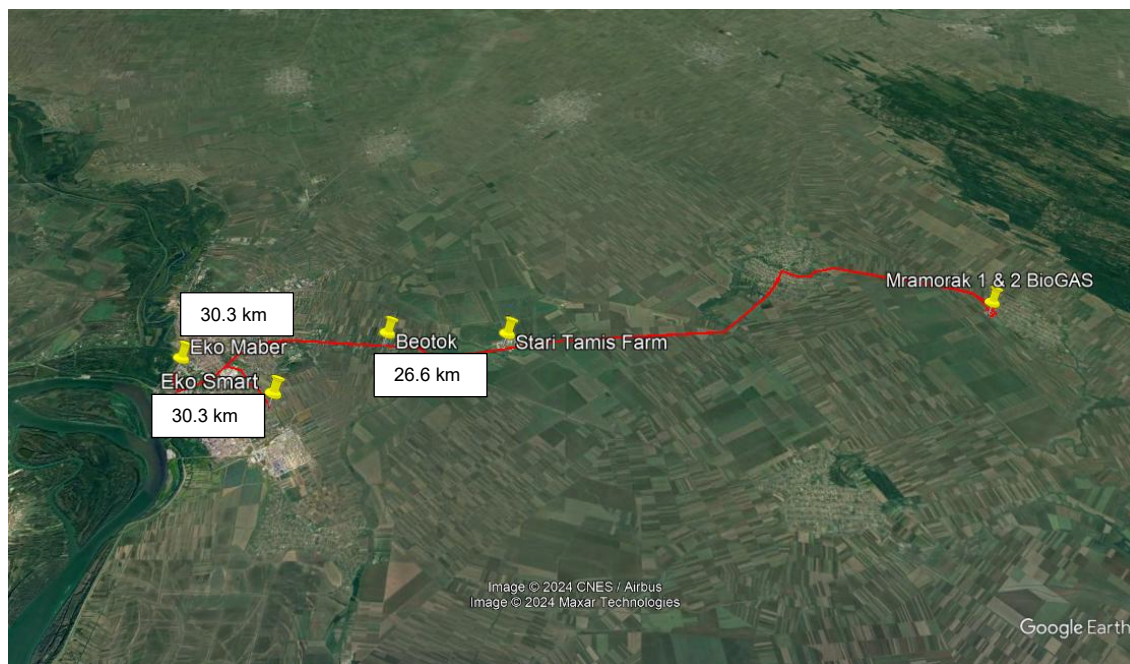 Mramorak 1 & 2 BioGAS
30.3 km
Eko Maber
Beotok
Stari Tamis Farm
26.6 km
Eko Smart
30.3 km
Image © 2024 CNES / Airbus
Image © 2024 Maxar Technologies
Google Earth